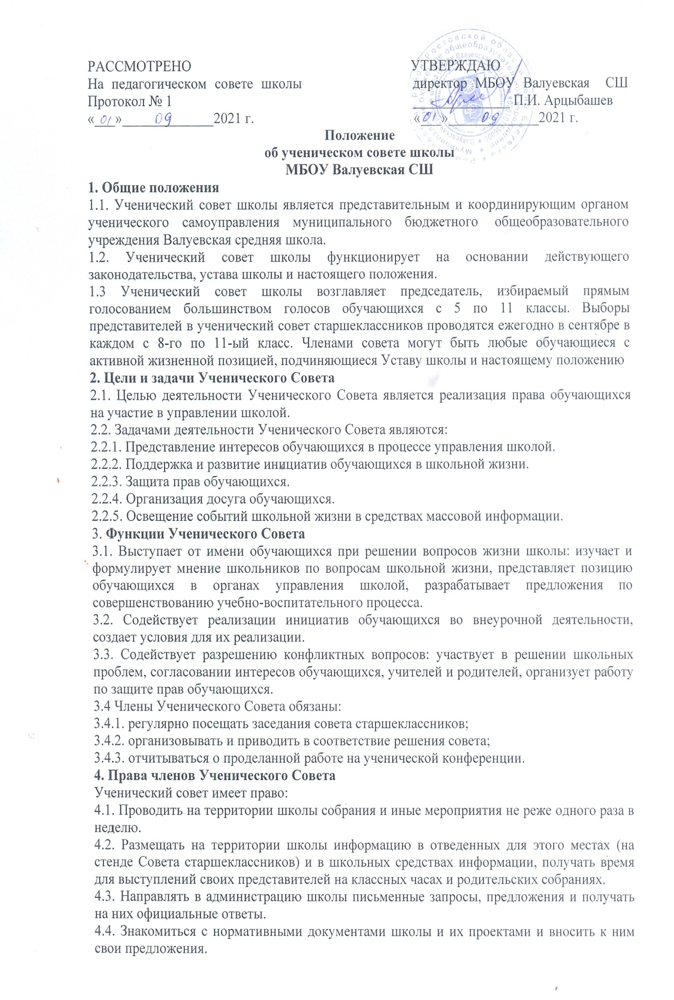 РАССМОТРЕНО
УТВЕРЖДАЮ
На педагогическом совете школы
директор МБОУ Валуевская СШ
Протокол № 1
П.И. Арцыбашев
«01» 09 2021 г.
«01» 09 2021 г.
Положение
об ученическом совете школы
МБОУ Валуевская СШ
1. Общие положения
1.1. Ученический совет школы является представительным и координирующим органом
ученического самоуправления муниципального бюджетного общеобразовательного
учреждения Валуевская средняя школа.
1.2. Ученический совет школы функционирует на основании действующего
законодательства, устава школы и настоящего положения.
1.3 Ученический совет школы возглавляет председатель, избираемый прямым
голосованием большинством голосов обучающихся с 5 по 11 классы. Выборы
представителей в ученический совет старшеклассников проводятся ежегодно в сентябре в
каждом с 8-го по 11-ый класс. Членами совета могут быть любые обучающиеся с
активной жизненной позицией, подчиняющиеся Уставу школы и настоящему положению
2. Цели и задачи Ученического Совета
2.1. Целью деятельности Ученического Совета является реализация права обучающихся
на участие в управлении школой.
2.2. Задачами деятельности Ученического Совета являются:
2.2.1. Представление интересов обучающихся в процессе управления школой.
2.2.2. Поддержка и развитие инициатив обучающихся в школьной жизни.
2.2.3. Защита прав обучающихся.
2.2.4. Организация досуга обучающихся.
2.2.5. Освещение событий школьной жизни в средствах массовой информации.
3. Функции Ученического Совета
3.1. Выступает от имени обучающихся при решении вопросов жизни школы: изучает и
формулирует мнение школьников по вопросам школьной жизни, представляет позицию
обучающихся в органах управления школой, разрабатывает предложения по
совершенствованию учебно-воспитательного процесса.
3.2. Содействует реализации инициатив обучающихся во внеурочной деятельности,
создает условия для их реализации.
3.3. Содействует разрешению конфликтных вопросов: участвует в решении школьных
проблем, согласовании интересов обучающихся, учителей и родителей, организует работу
по защите прав обучающихся.
3.4 Члены Ученического Совета обязаны:
3.4.1. регулярно посещать заседания совета старшеклассников;
3.4.2. организовывать и приводить в соответствие решения совета;
3.4.3. отчитываться о проделанной работе на ученической конференции.
4. Права членов Ученического Совета
Ученический совет имеет право:
4.1. Проводить на территории школы собрания и иные мероприятия не реже одного раза в
неделю.
4.2. Размещать на территории школы информацию в отведенных для этого местах (на
стенде Совета старшеклассников) и в школьных средствах информации, получать время
для выступлений своих представителей на классных часах и родительских собраниях.
4.3. Направлять в администрацию школы письменные запросы, предложения и получать
на них официальные ответы.
4.4. Знакомиться с нормативными документами школы и их проектами и вносить к ним
свои предложения.